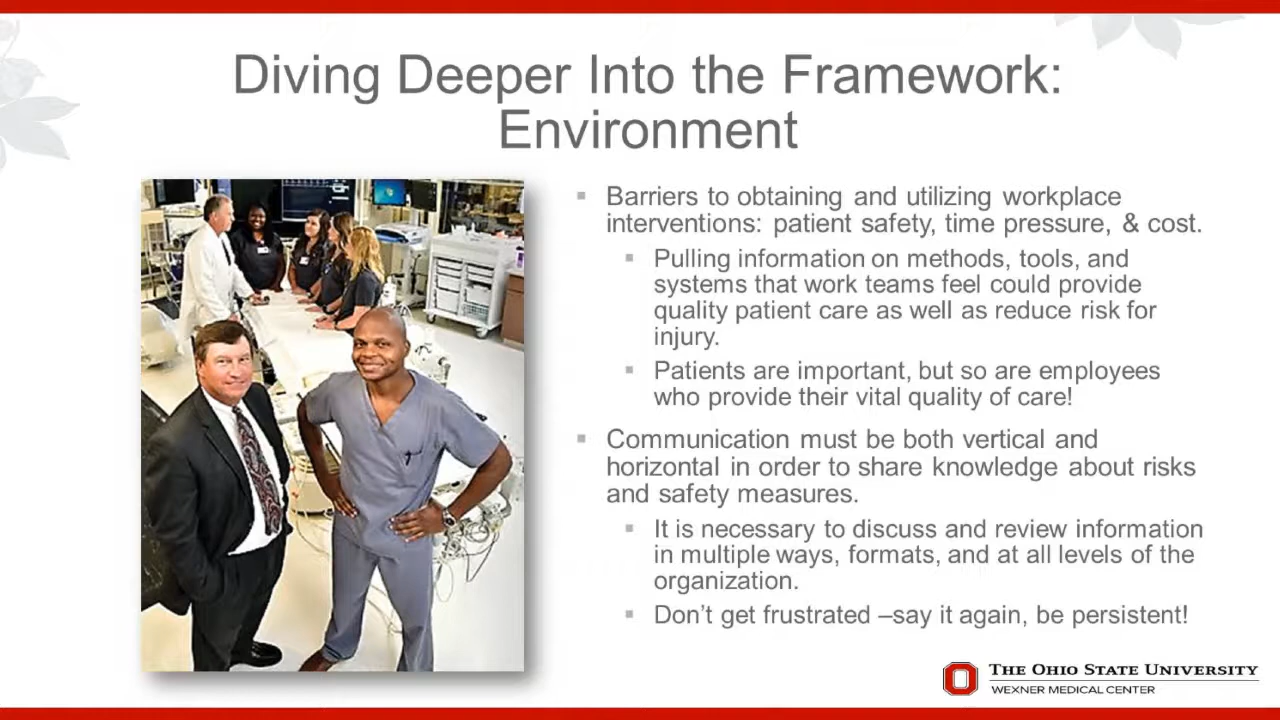 Diving Deeper Into the Framework:
Environment
Barriers to obtaining and utilizing workplace
interventions: patient safety, time pressure, & cost.
Pulling information on methods, tools, and
systems that work teams feel could provide
quality patient care as well as reduce risk for
injury.
Patients are important, but so are employees
who provide their vital quality of care!
Communication must be both vertical and
horizontal in order to share knowledge about risks
and safety measures.
It is necessary to discuss and review information
in multiple ways, formats, and at all levels of the
organization.
Don’t get frustrated –say it again, be persistent!
THE OHIO STATE UNIVERSITY
WEXNER MEDICAL CENTER